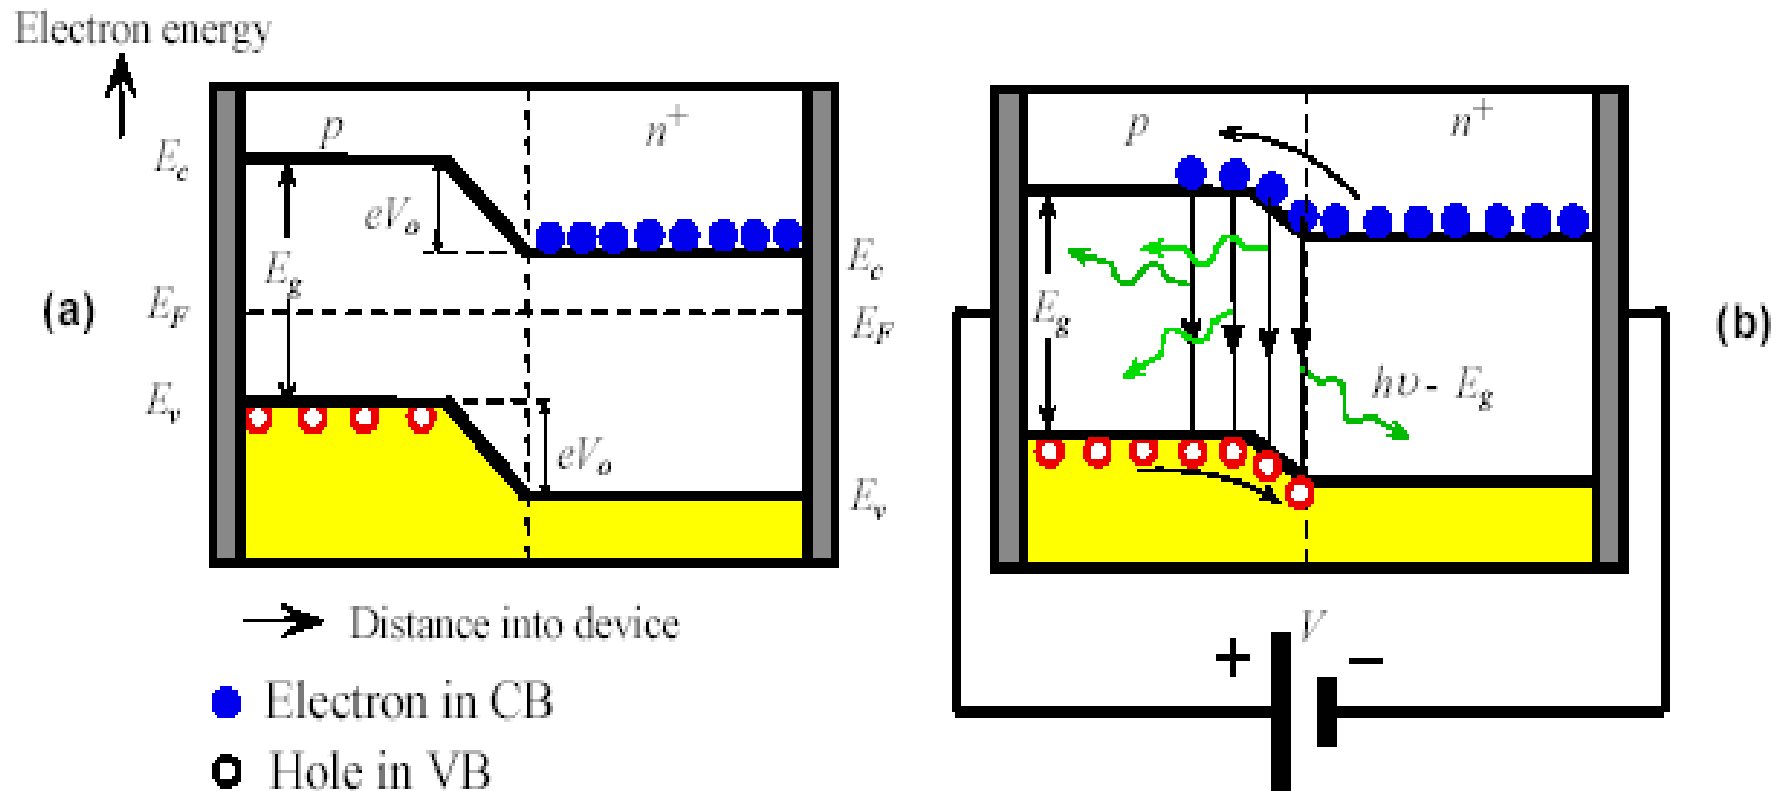 Electron energy
p
n+
Ec
eVo
Eg
Ec
(a)
EF
EF
Ev
eVo
Ev
Distance into device
Electron in CB
Hole in VB
p
n+
Eg
(b)
hυ - Eg
V
+
−